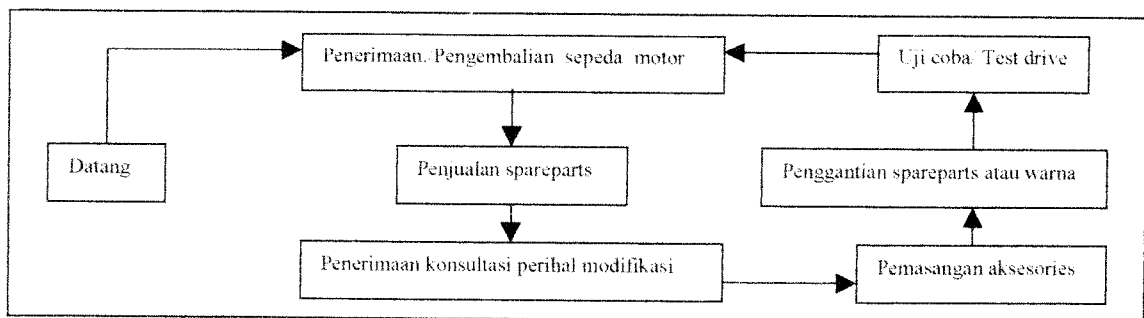 Penerimaan/Pengembalian sepeda motor
Uji coba/ Test drive
Datang
Penjualan spareparts
Penggantian spareparts atau warna
Penerimaan konsultasi perihal modifikasi
Pemasangan aksesories